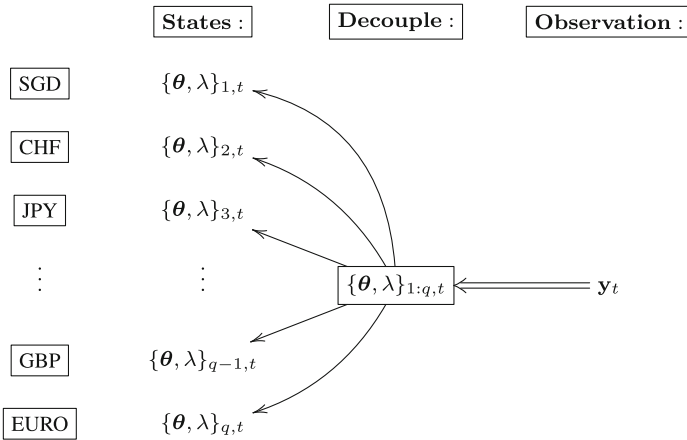 States : Decouple : Observation :
SGD {θ, λ}₁,ₜ
CHF {θ, λ}₂,ₜ
JPY {θ, λ}₃,ₜ
⋮ ⋮ {θ, λ}₁:q,ₜ yₜ
GBP {θ, λ}q−1,t
EURO {θ, λ}q,t